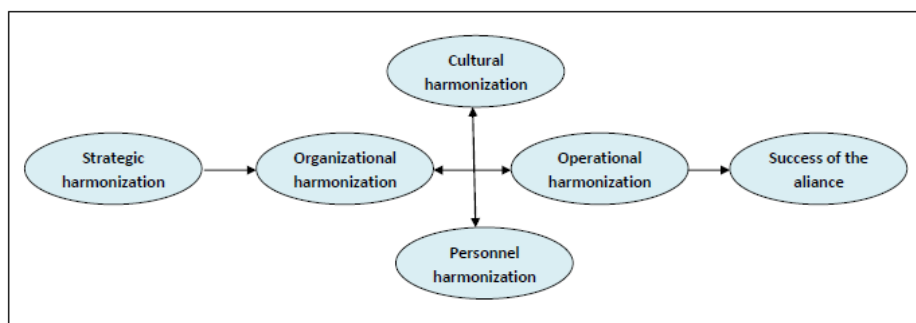 Cultural
harmonization
Strategic
harmonization
Organizational
harmonization
Operational
harmonization
Success of the
aliance
Personnel
harmonization